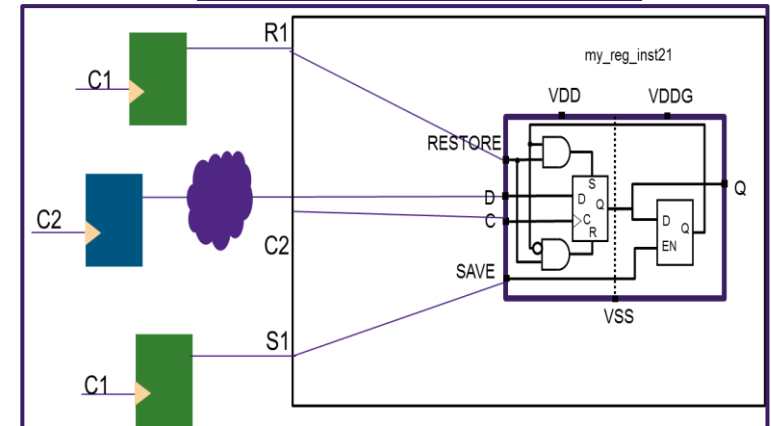 R1
my_reg_inst21
C1
VDD
VDDG
RESTORE
S
D
D
Q
Q
C2
C
C
D
Q
R
EN
C2
SAVE
VSS
S1
C1